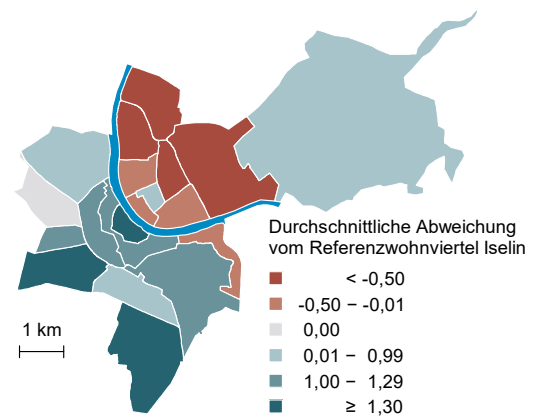 Durchschnittliche Abweichung
vom Referenzwohnviertel Iselin
< -0,50
-0,50 – -0,01
0,00
0,01 – 0,99
1,00 – 1,29
≥ 1,30
1 km